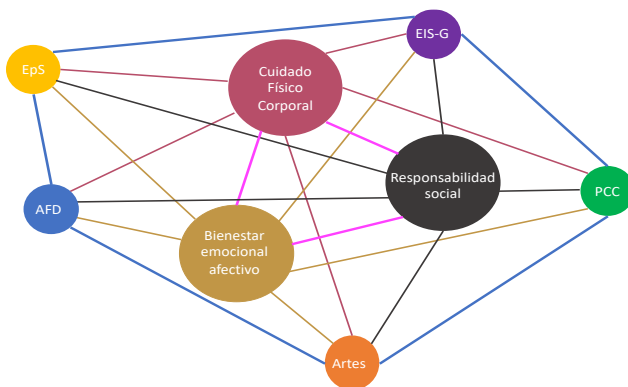 EIS-G
EpS
Cuidado
Físico
Corporal
Responsabilidad
social
PCC
AFD
Bienestar
emocional
afectivo
Artes